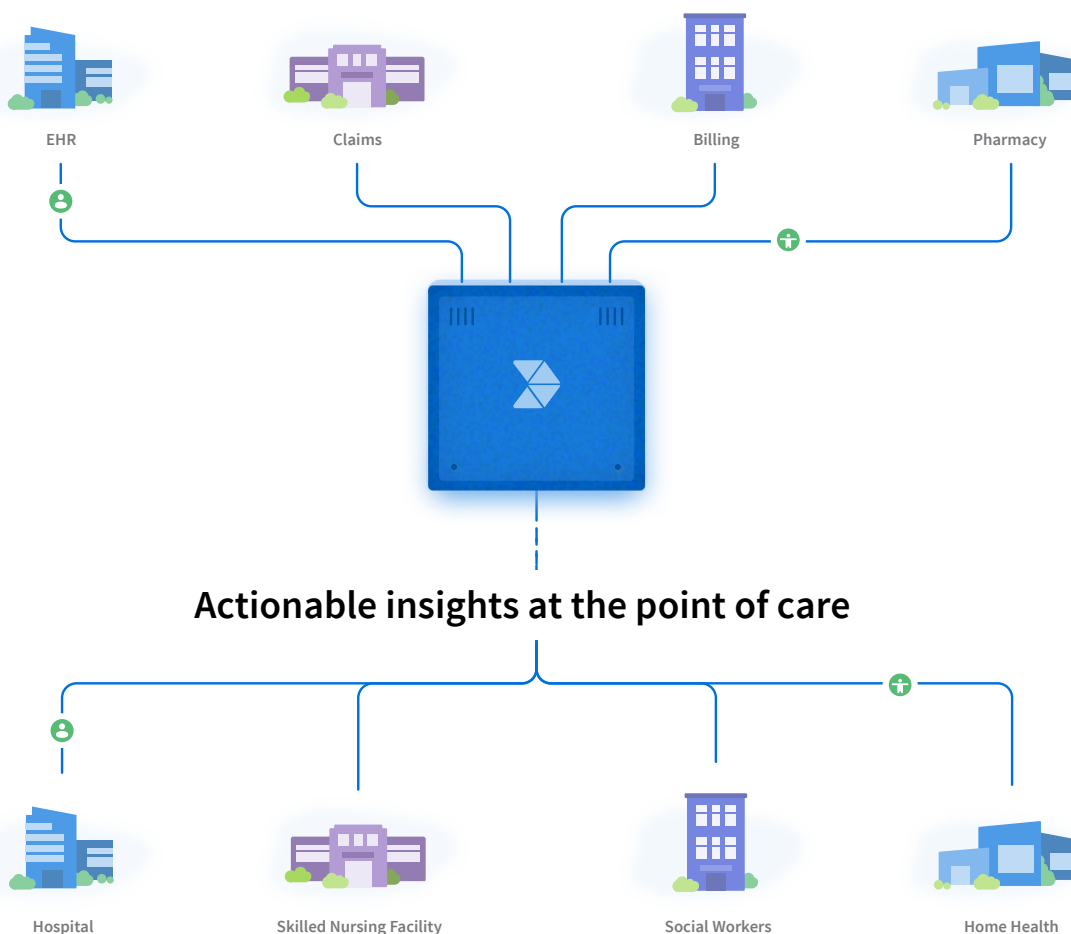 EHR
Claims
Billing
Pharmacy
Actionable insights at the point of care
Hospital
Skilled Nursing Facility
Social Workers
Home Health